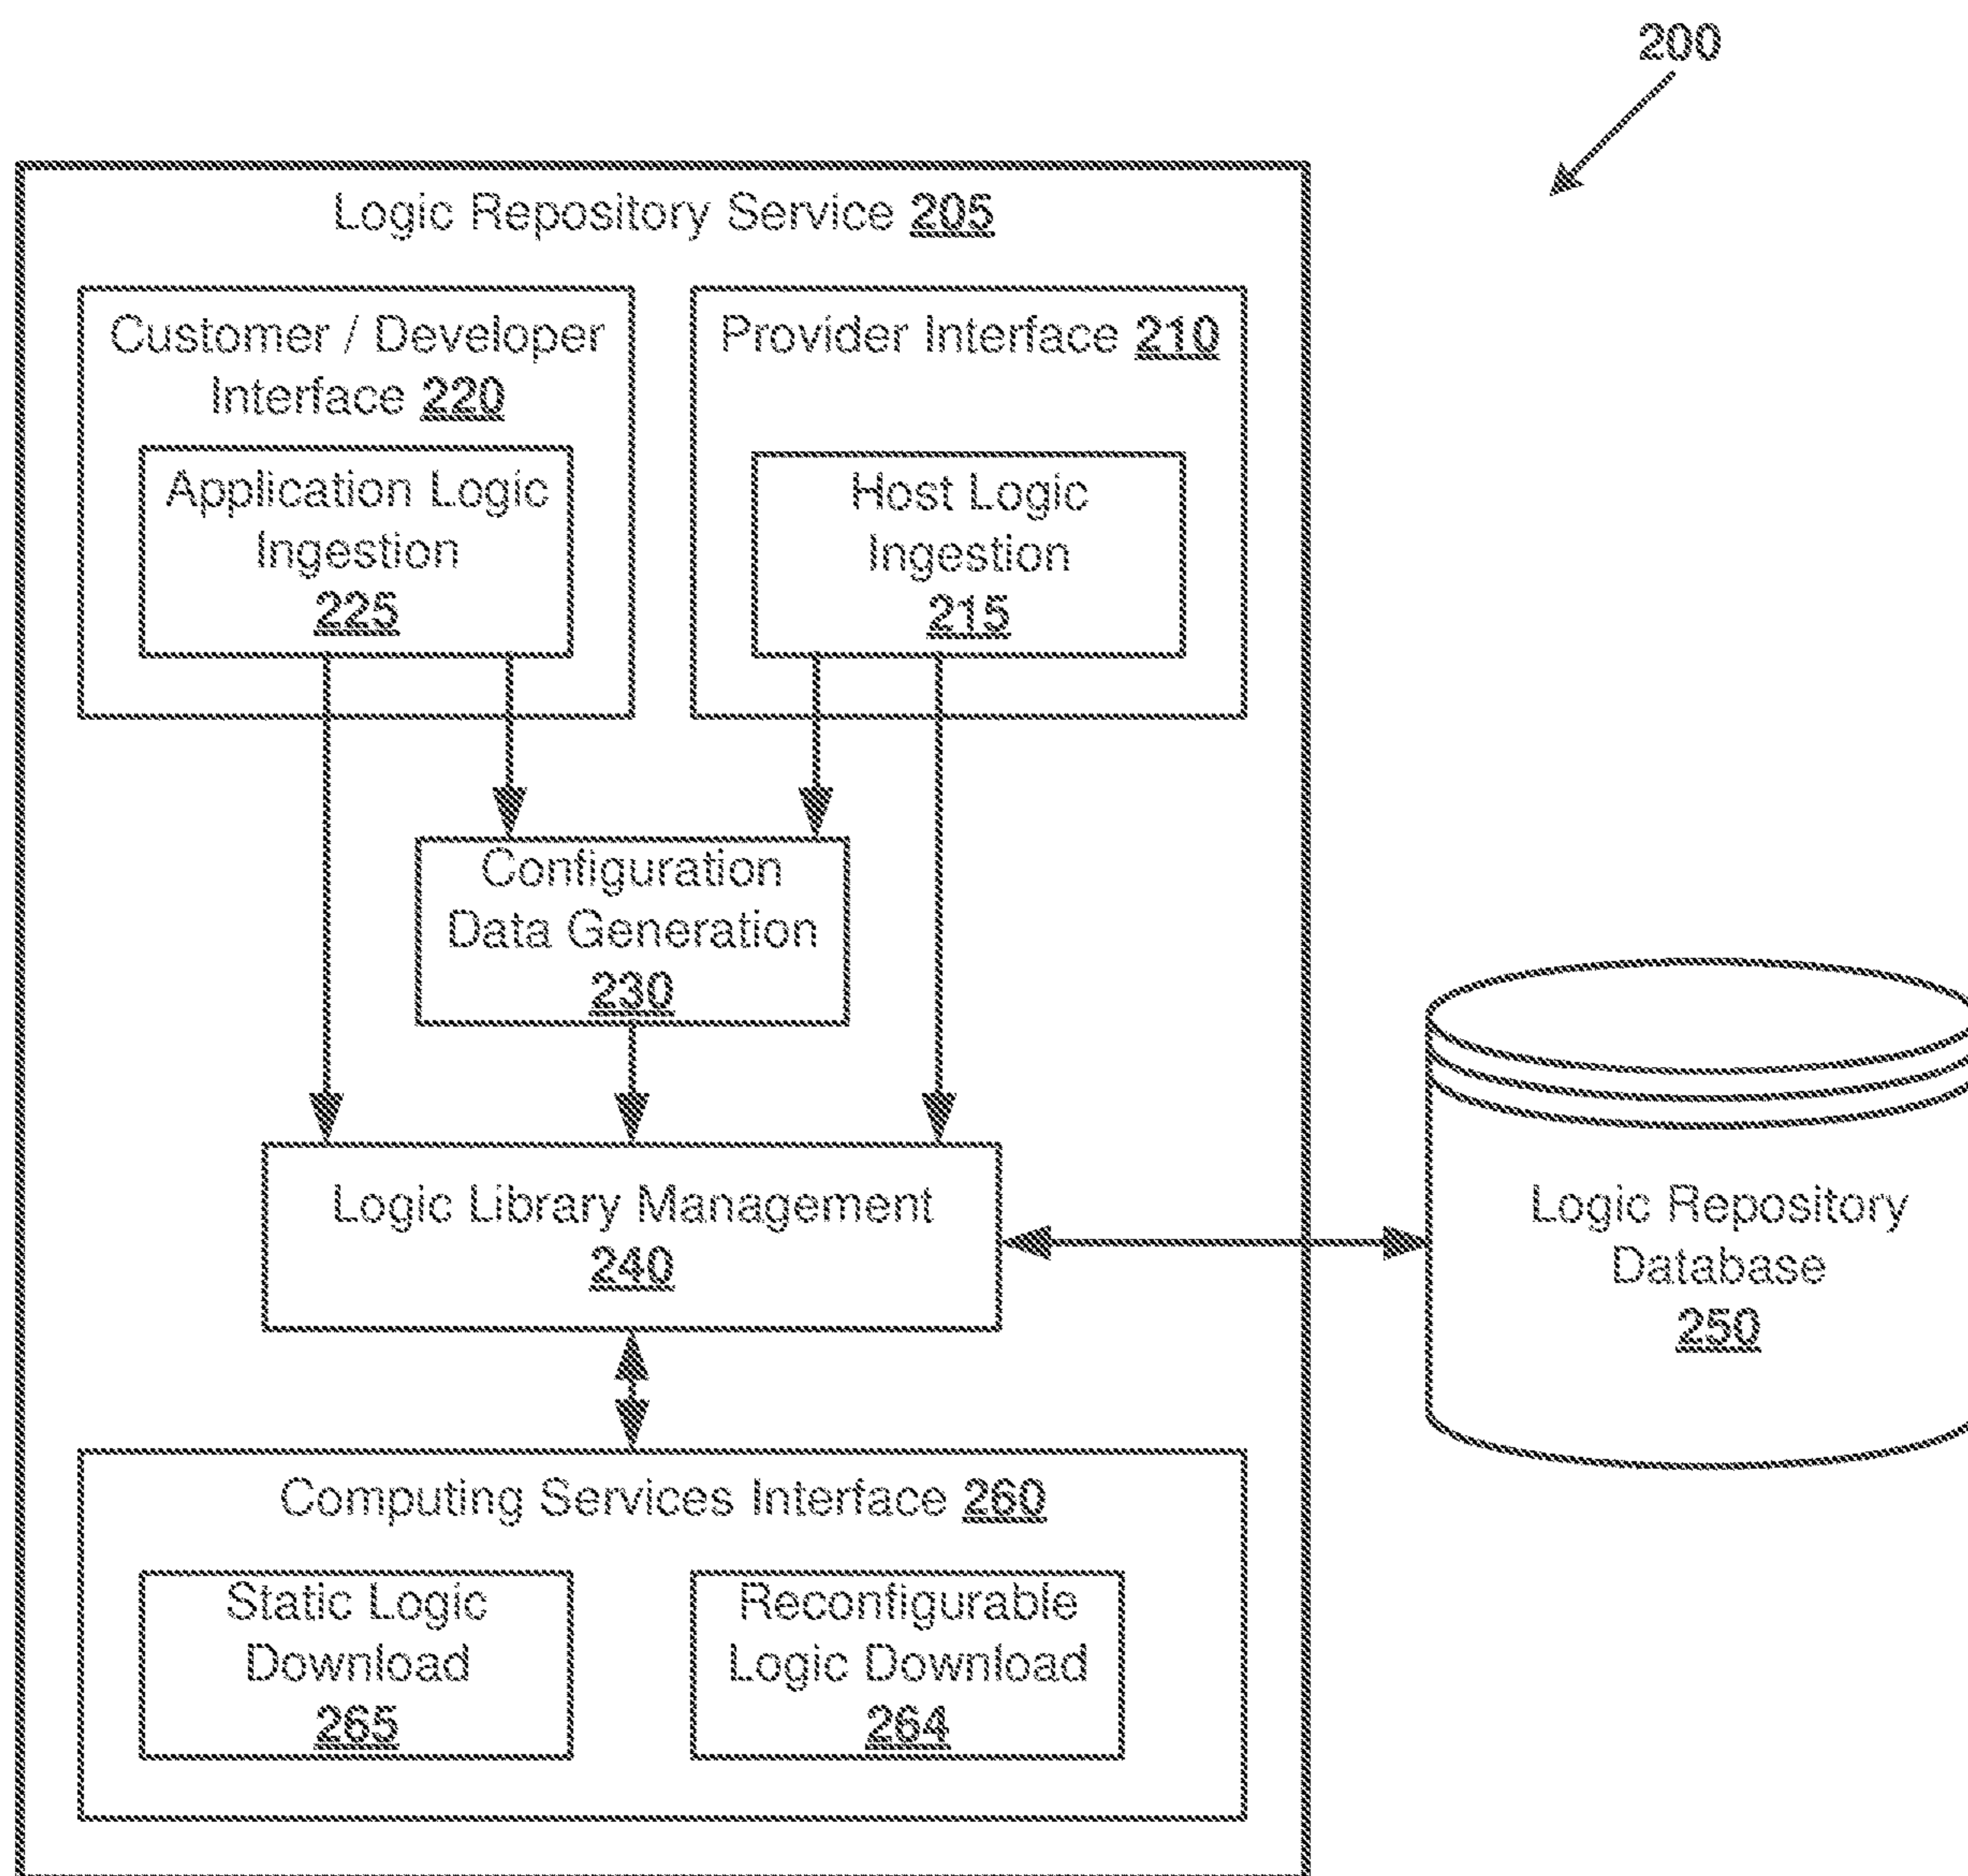 200
Logic Repository Service 205
Customer / Developer
Interface 220
Application Logic
Ingestion
225
Provider Interface 210
Host Logic
Ingestion
215
Configuration
Data Generation
230
Logic Library Management
240
Logic Repository
Database
250
Computing Services Interface 260
Static Logic
Download
265
Reconfigurable
Logic Download
264